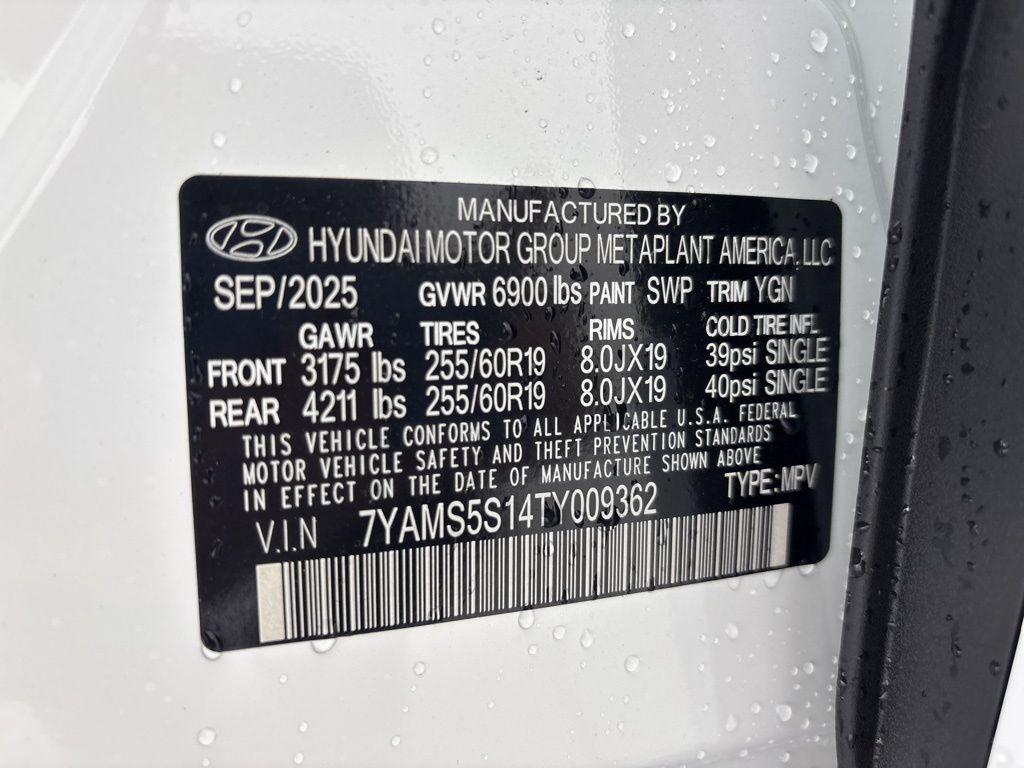 MANUFACTURED BY
HYUNDAI MOTOR GROUP METAPLANT AMERICA, LLC
SEP/2025 GVWR 6900 lbs PAINT SWP TRIM YGN
GAWR TIRES RIMS COLD TIRE INFL
FRONT 3175 lbs 255/60R19 8.0JX19 39psi SINGLE
REAR 4211 lbs 255/60R19 8.0JX19 40psi SINGLE
THIS VEHICLE CONFORMS TO ALL APPLICABLE U.S.A. FEDERAL
MOTOR VEHICLE SAFETY AND THEFT PREVENTION STANDARDS
IN EFFECT ON THE DATE OF MANUFACTURE SHOWN ABOVE
V.I.N 7YAMS5S14TY009362 TYPE:MPV